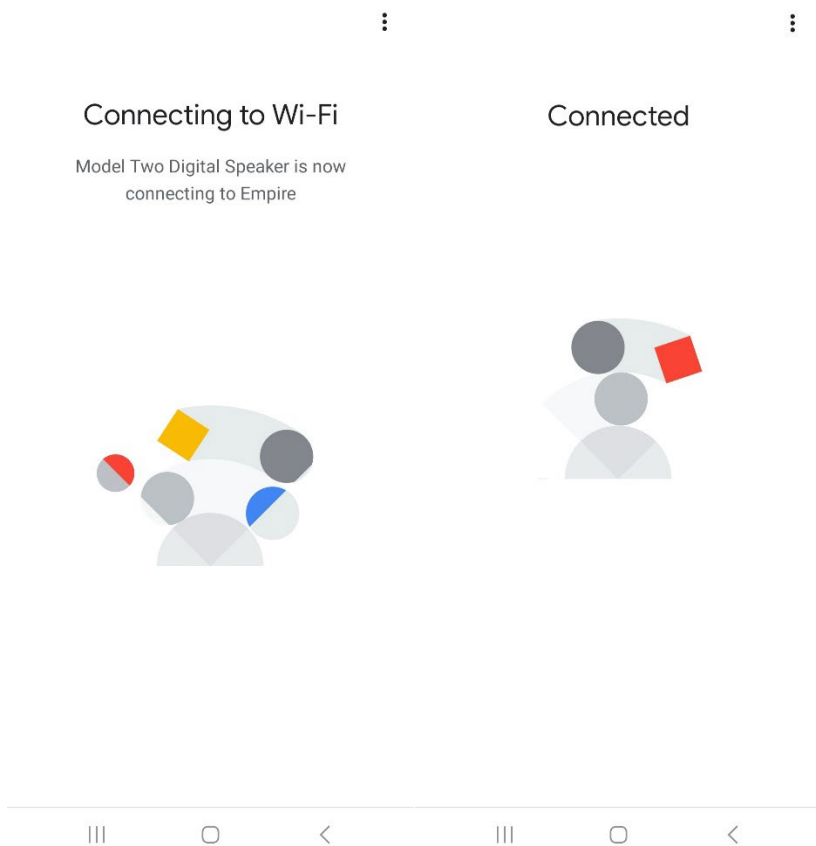 Connecting to Wi-Fi
Model Two Digital Speaker is now
connecting to Empire
Connected